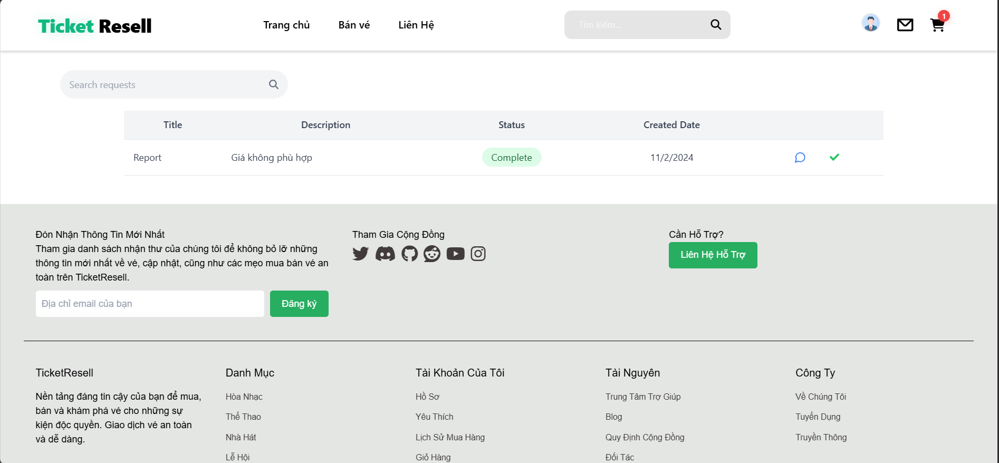 Ticket Resell
Trang chủ
Bán vé
Liên Hệ
Tìm kiếm...
1
Search requests
Title
Description
Status
Created Date
Report
Giá không phù hợp
Complete
11/2/2024
Đón Nhận Thông Tin Mới Nhất
Tham gia danh sách nhận thư của chúng tôi để không bỏ lỡ những
thông tin mới nhất về vé, cập nhật, cũng như các mẹo mua bán vé an
toàn trên TicketResell.
Địa chỉ email của bạn
Đăng ký
Tham Gia Cộng Đồng
Cần Hỗ Trợ?
Liên Hệ Hỗ Trợ
TicketResell
Nền tảng đáng tin cậy của bạn để mua,
bán và khám phá vé cho những sự
kiện độc quyền. Giao dịch vé an toàn
và dễ dàng.
Danh Mục
Hòa Nhạc
Thể Thao
Nhà Hát
Lễ Hội
Tài Khoản Của Tôi
Hồ Sơ
Yêu Thích
Lịch Sử Mua Hàng
Giỏ Hàng
Tài Nguyên
Trung Tâm Trợ Giúp
Blog
Quy Định Cộng Đồng
Đối Tác
Công Ty
Về Chúng Tôi
Tuyển Dụng
Truyền Thông